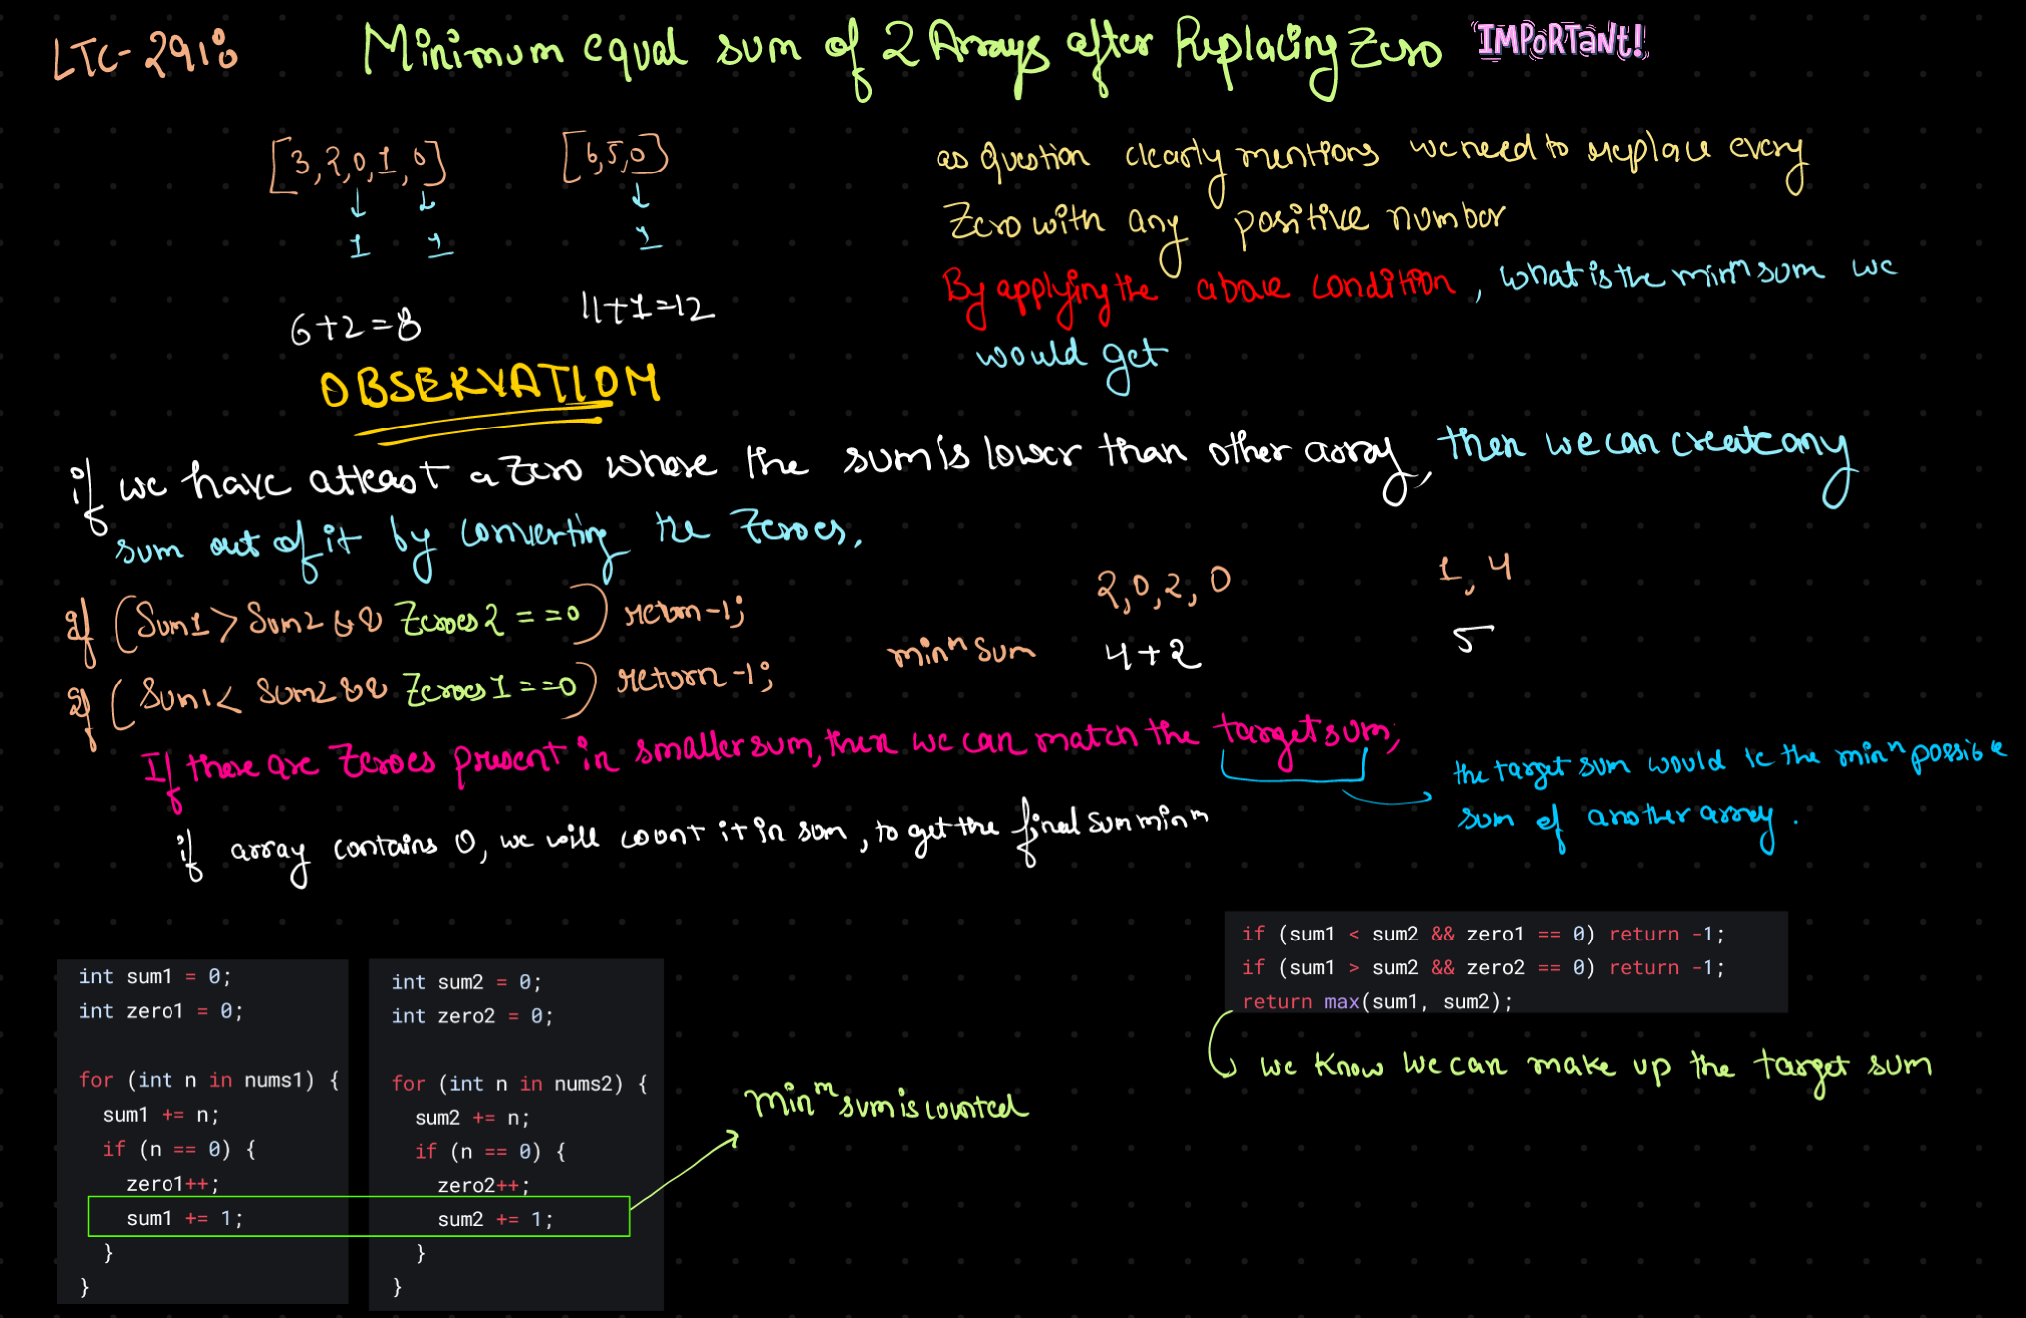 LTC-2918 Minimum equal sum of 2 Arrays after Replacing Zero IMPORTANT!
[3,2,0,1,0] [6,5,0]
↓ ↓ ↓
1 1 1
6+2=8 11+1=12
as question clearly mentions we need to replace every
Zero with any positive number
By applying the above condition, what is the minm sum we
would get
OBSERVATION
if we have atleast a Zero where the sum is lower than other array, then we can create any
sum out of it by converting the Zeroes.
if (Sum1 > Sum2 && Zeroes2 ==0) return -1;
if (Sum1 < Sum2 && Zeroes1 ==0) return -1;
2,0,2,0 1,4
minm sum 4+2 5
If there are Zeroes present in smaller sum, then we can match the target sum,
the target sum would be the minm possible
sum of another array.
if array contains 0, we will count it in sum, to get the final sum minm
int sum1 = 0;
int zero1 = 0;
for (int n in nums1) {
sum1 += n;
if (n == 0) {
zero1++;
sum1 += 1;
}
}
int sum2 = 0;
int zero2 = 0;
for (int n in nums2) {
sum2 += n;
if (n == 0) {
zero2++;
sum2 += 1;
}
}
minm sum is counted
if (sum1 < sum2 && zero1 == 0) return -1;
if (sum1 > sum2 && zero2 == 0) return -1;
return max(sum1, sum2);
we know we can make up the target sum